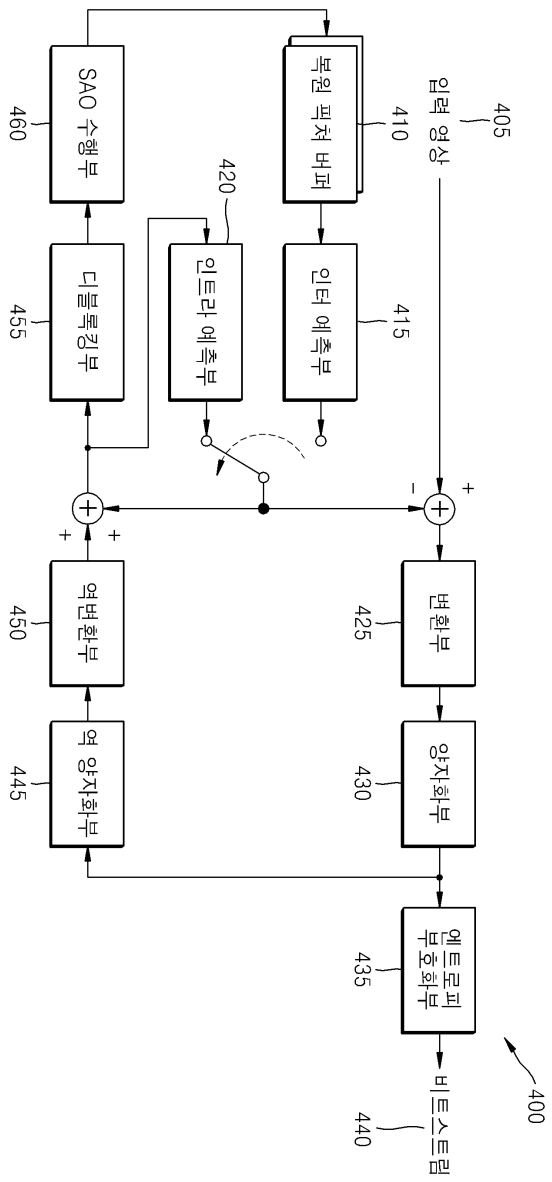 400
405
입력 영상
+
−
+
변환부
425
양자화부
430
엔트로피
부호화부
435
비트스트림
440
복원 픽쳐 버퍼
410
인터 예측부
415
420
인트라 예측부
SAO 수행부
460
디블록킹부
455
+
+
+
역변환부
450
역 양자화부
445